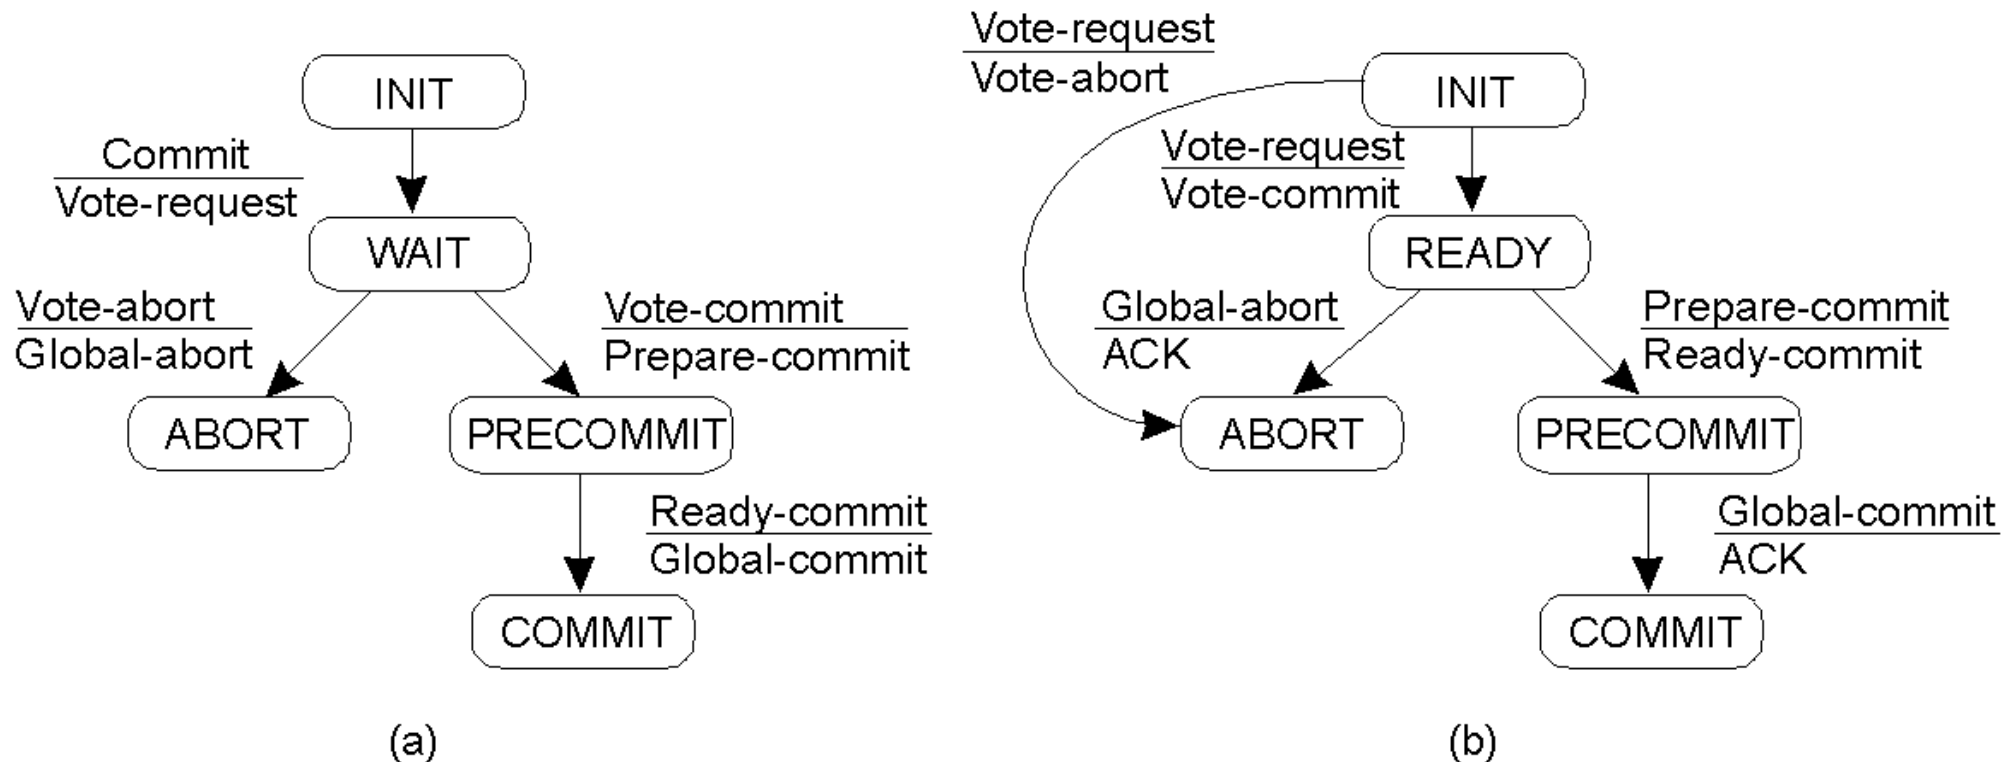 INIT
Commit
Vote-request
WAIT
Vote-abort
Global-abort
Vote-commit
Prepare-commit
ABORT
PRECOMMIT
Ready-commit
Global-commit
COMMIT
(a)
Vote-request
Vote-abort
INIT
Vote-request
Vote-commit
READY
Global-abort
ACK
Prepare-commit
Ready-commit
ABORT
PRECOMMIT
Global-commit
ACK
COMMIT
(b)